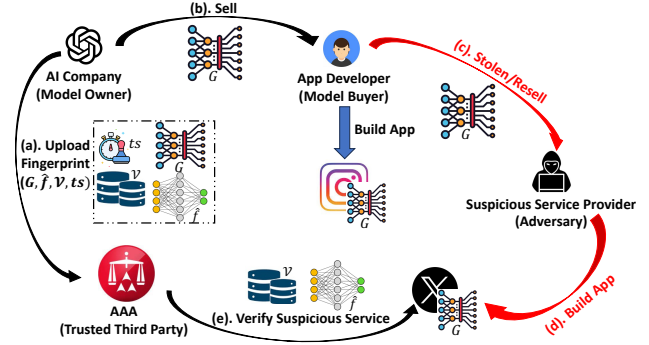 (b). Sell
G
AI Company
(Model Owner)
App Developer
(Model Buyer)
(c). Stolen/Resell
G
(a). Upload
Fingerprint
(G, f̂, 𝒱, ts)
ts
G
𝒱
f̂
Build App
G
Suspicious Service Provider
(Adversary)
AAA
(Trusted Third Party)
𝒱
f̂
(e). Verify Suspicious Service
X
G
(d). Build App